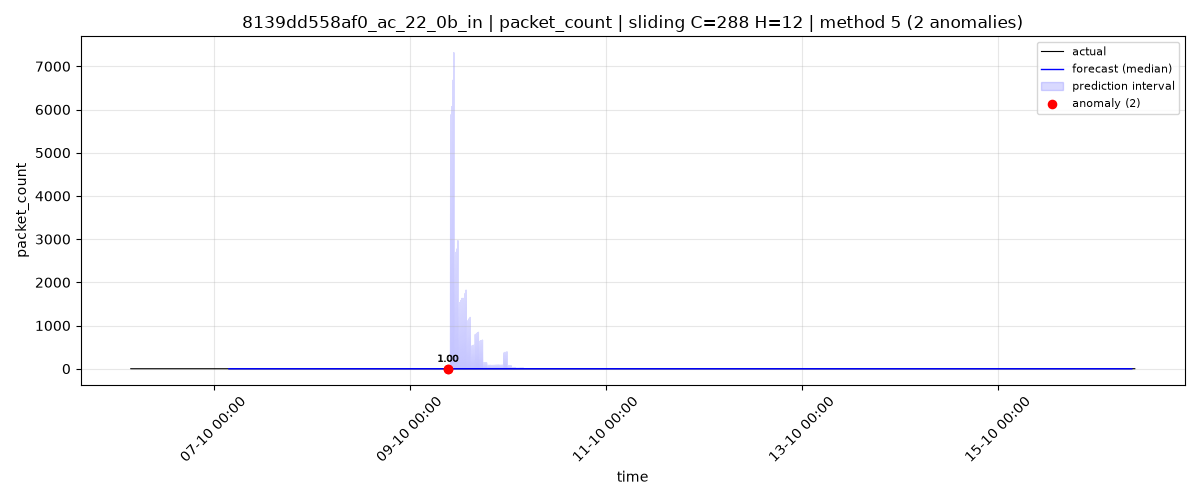 8139dd558af0_ac_22_0b_in | packet_count | sliding C=288 H=12 | method 5 (2 anomalies)
actual
forecast (median)
prediction interval
anomaly (2)
packet_count
7000
6000
5000
4000
3000
2000
1000
0
1.00
07-10 00:00
09-10 00:00
11-10 00:00
13-10 00:00
15-10 00:00
time